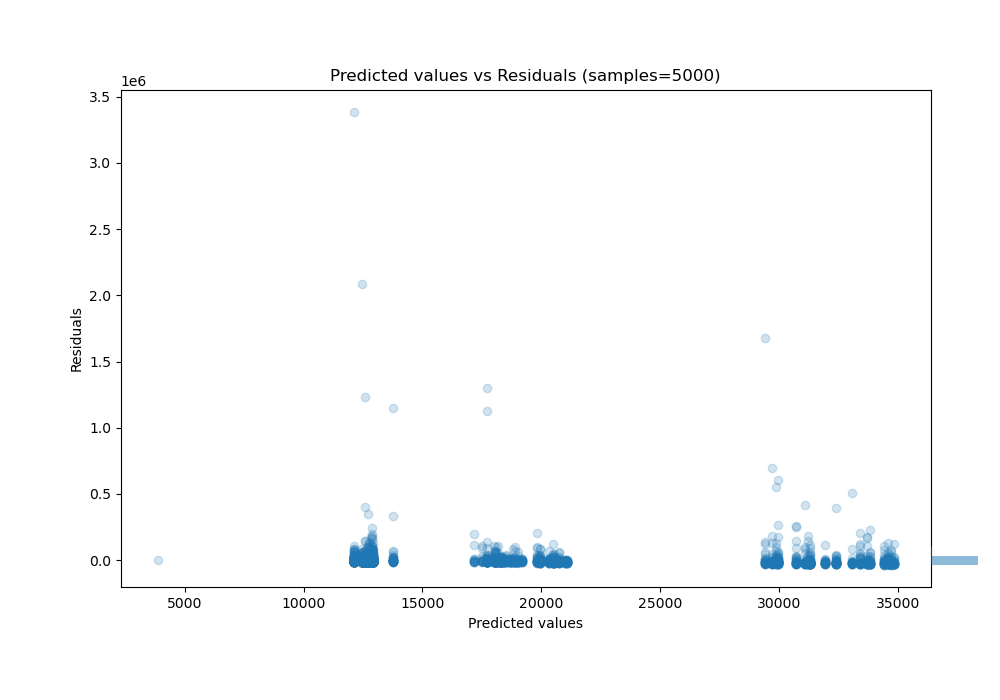 Predicted values vs Residuals (samples=5000)
1e6
3.5
3.0
2.5
2.0
1.5
1.0
0.5
0.0
Residuals
5000 10000 15000 20000 25000 30000 35000
Predicted values